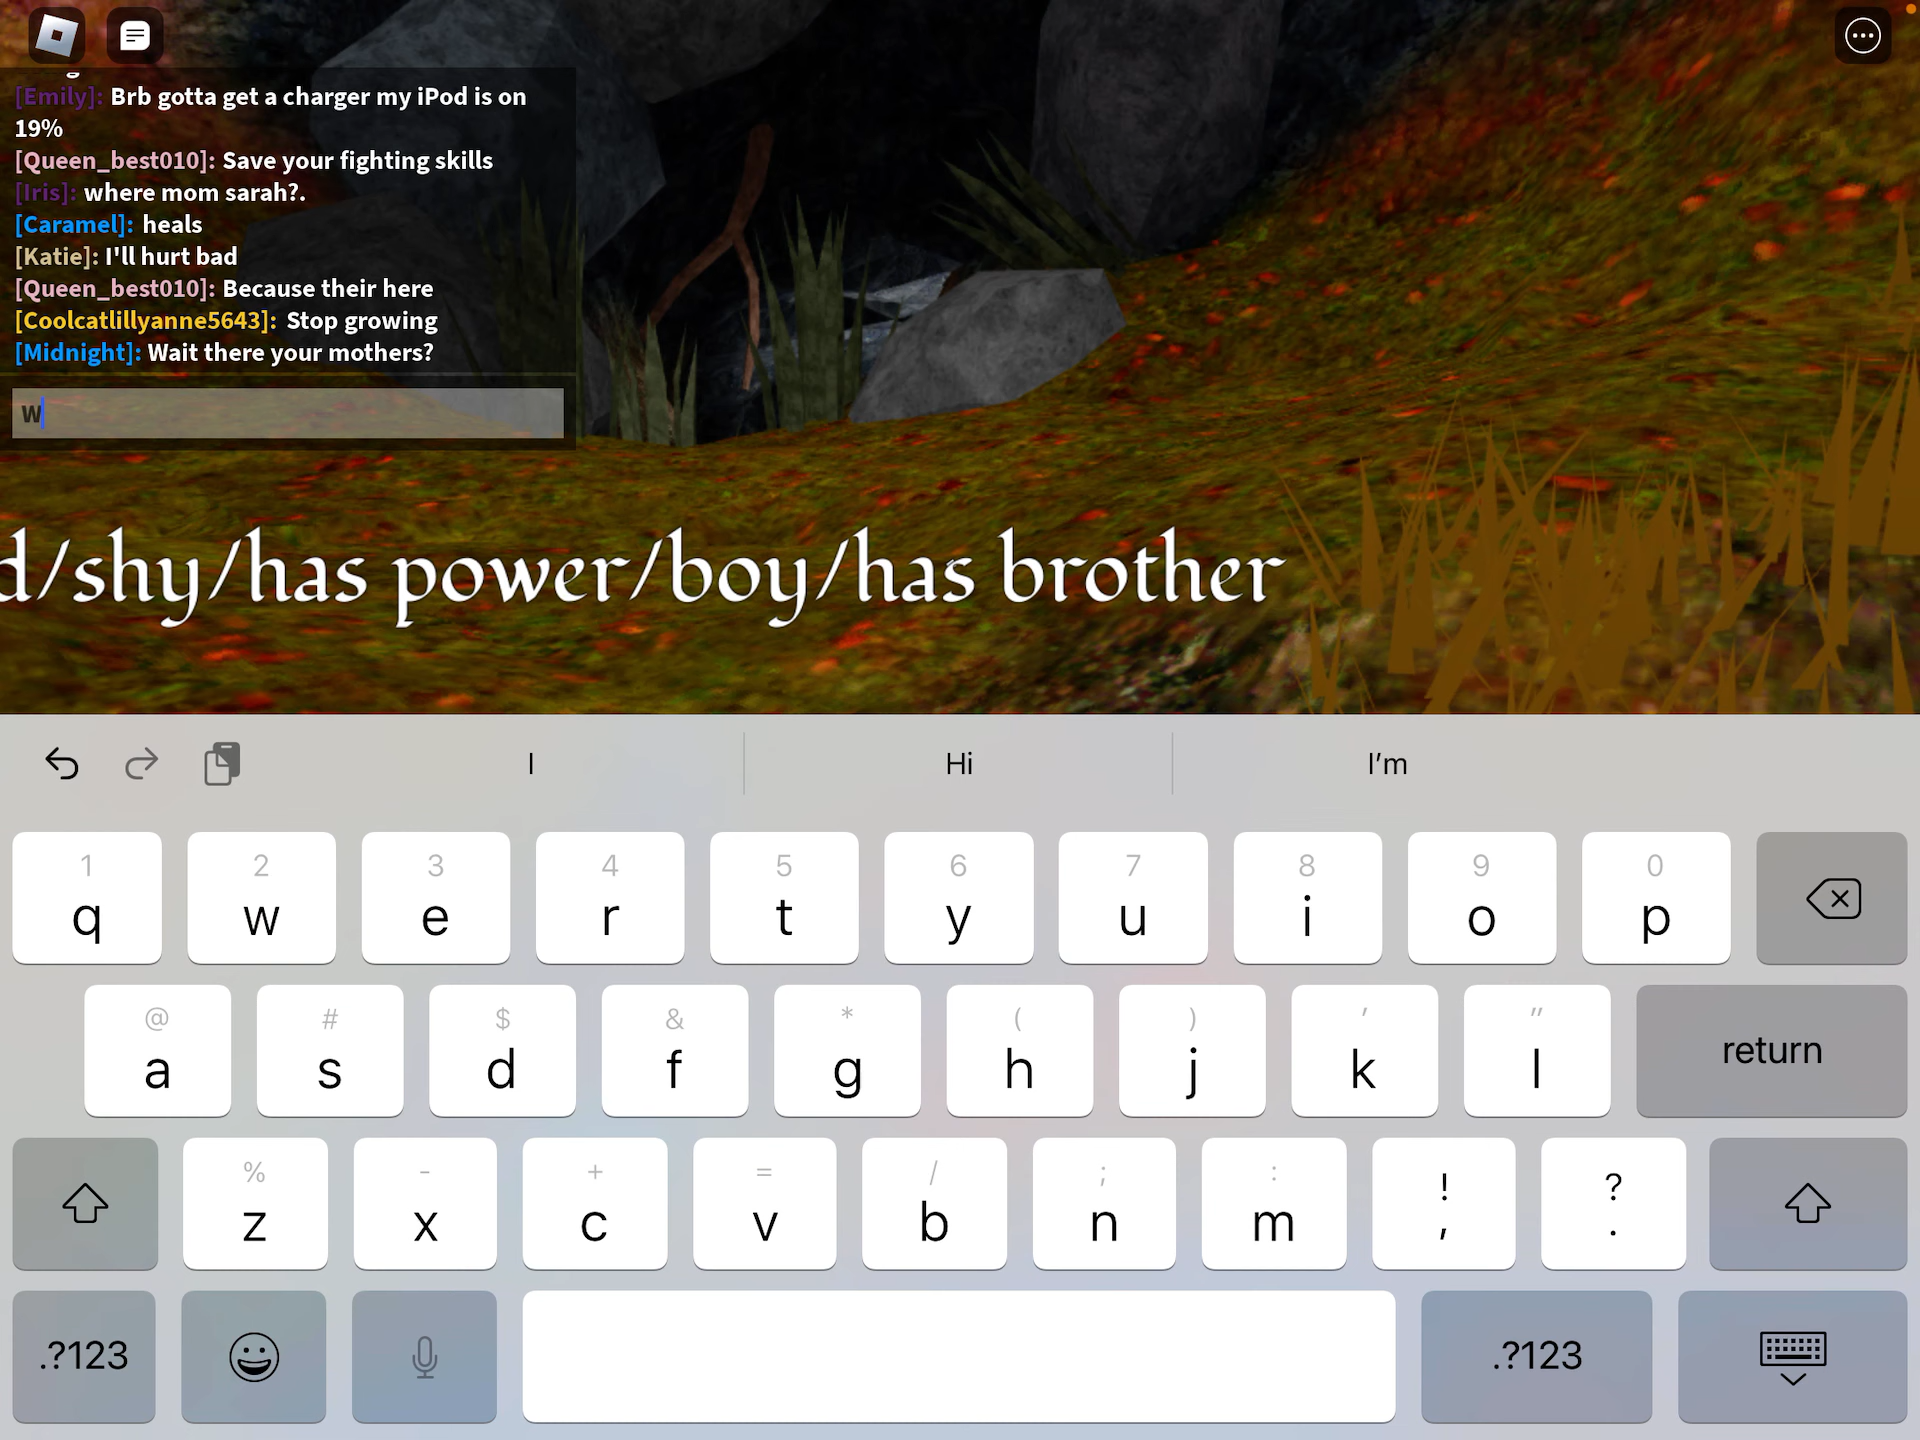 [Emily]: Brb gotta get a charger my iPod is on
19%
[Queen_best010]: Save your fighting skills
[Iris]: where mom sarah?.
[Caramel]: heals
[Katie]: I'll hurt bad
[Queen_best010]: Because their here
[Coolcatlillyanne5643]: Stop growing
[Midnight]: Wait there your mothers?
W
d/shy/has power/boy/has brother
I Hi I'm
1 2 3 4 5 6 7 8 9 0
q w e r t y u i o p
@ # $ & * ( ) ' "
a s d f g h j k l return
% - + = / ; : ! ?
z x c v b n m , .
.?123 .?123